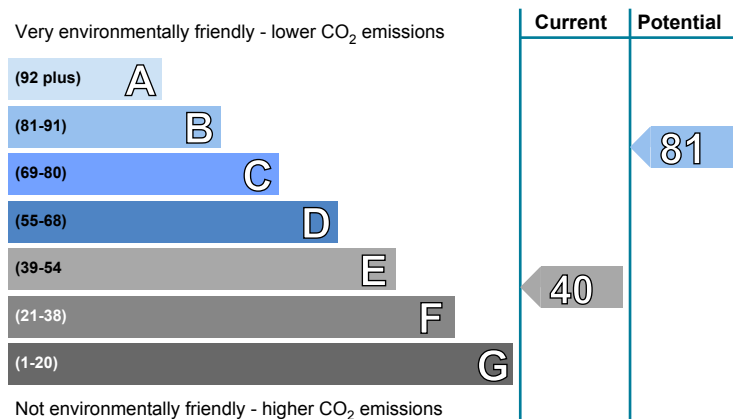 Current Potential
Very environmentally friendly - lower CO2 emissions
(92 plus) A
(81-91) B
81
(69-80) C
(55-68) D
(39-54 E
40
(21-38) F
(1-20) G
Not environmentally friendly - higher CO2 emissions